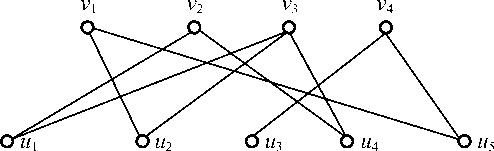 v₁ v₂ v₃ v₄
u₁ u₂ u₃ u₄ u₅